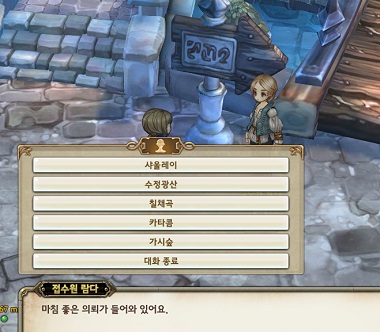 샤울레이
수정광산
칠채곡
카타콤
가시숲
대화 종료
접수원 람다
67 m
마침 좋은 의뢰가 들어와 있어요.